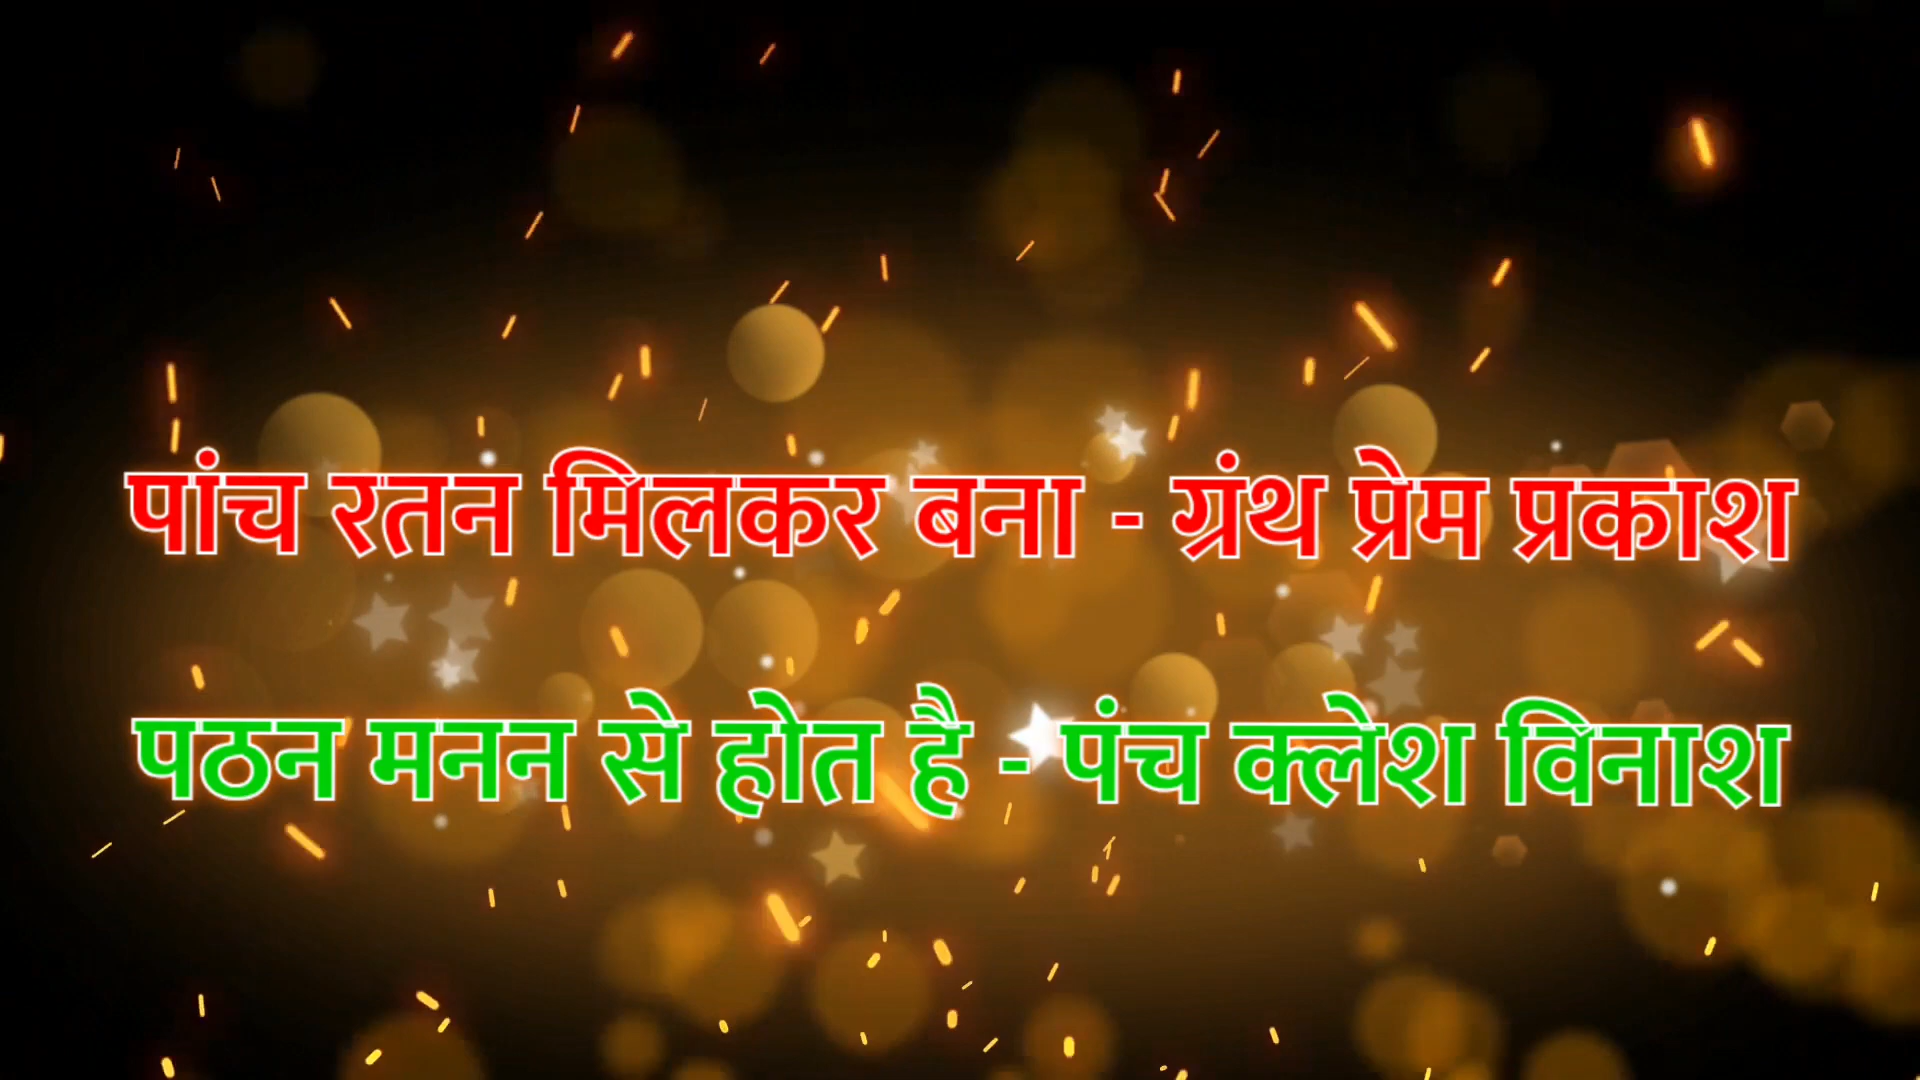 पांच रतन मिलकर बना - ग्रंथ प्रेम प्रकाश
पठन मनन से होत है - पंच क्लेश विनाश